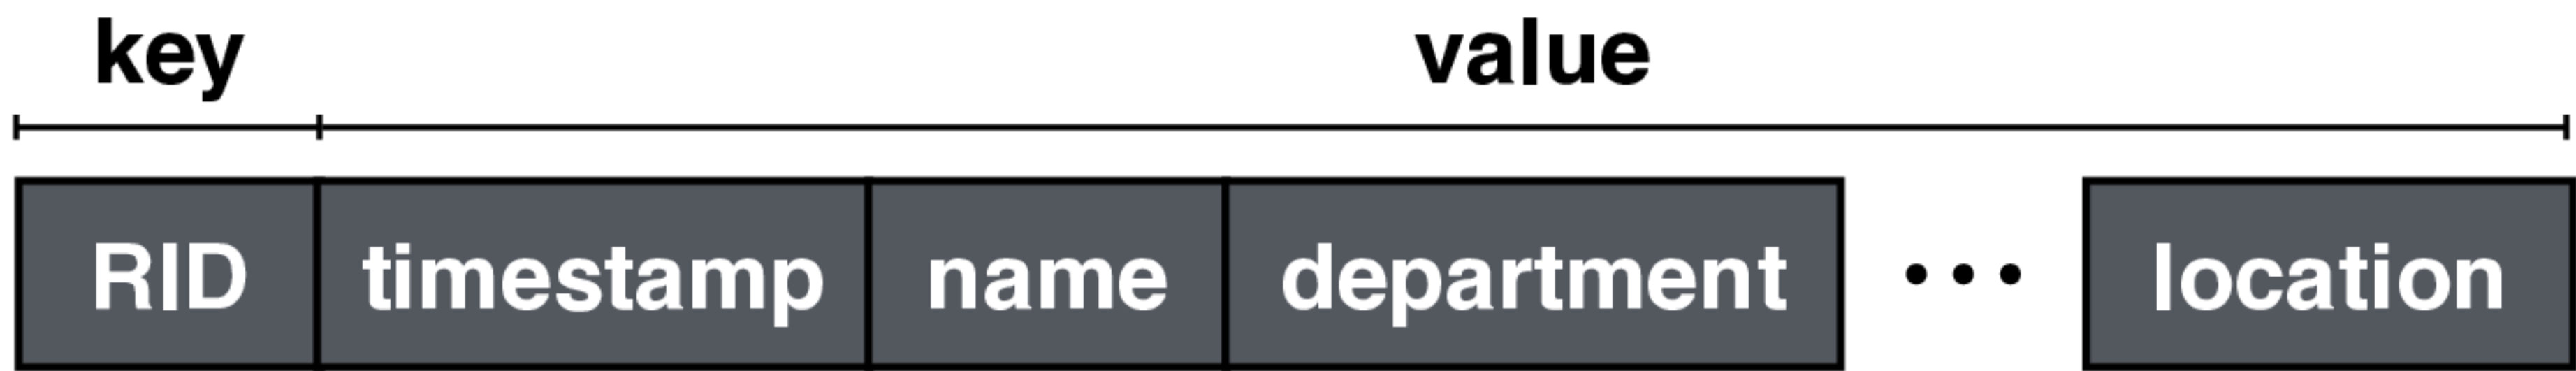 key value
RID timestamp name department ••• location